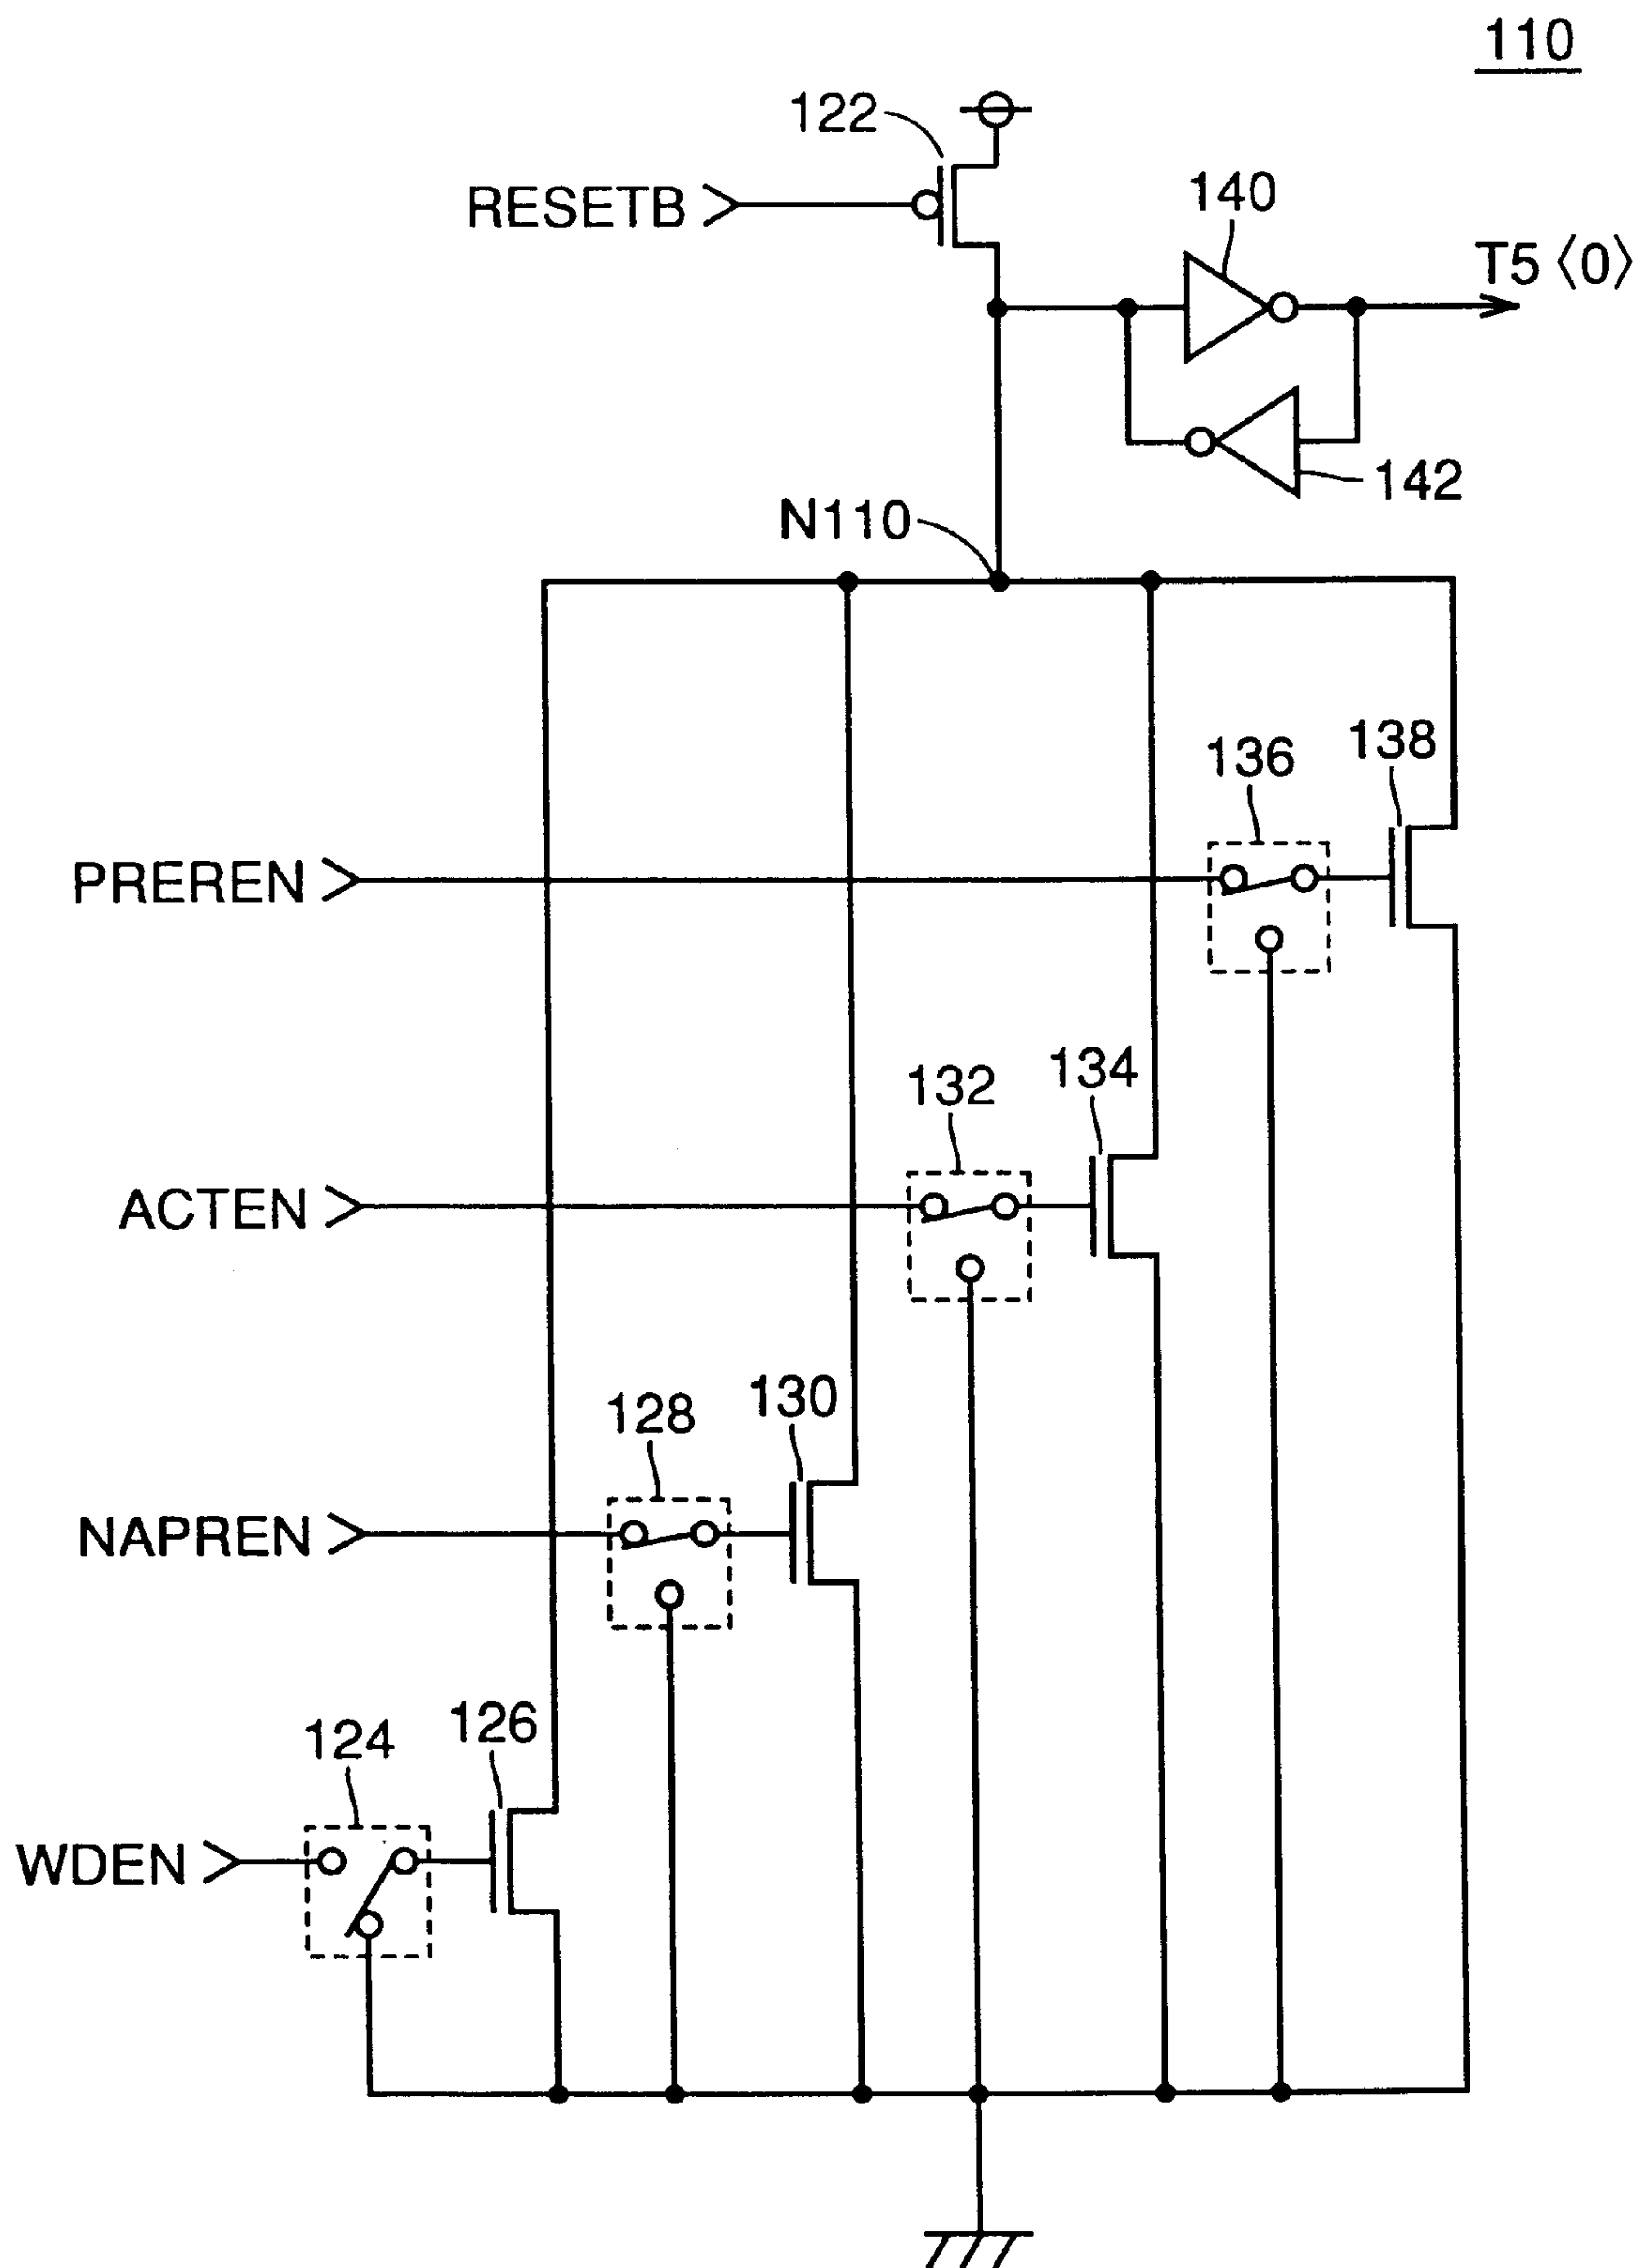 110
122
RESETB
140
T5〈0〉
142
N110
136
138
PREREN
132
134
ACTEN
128
130
NAPREN
124
126
WDEN